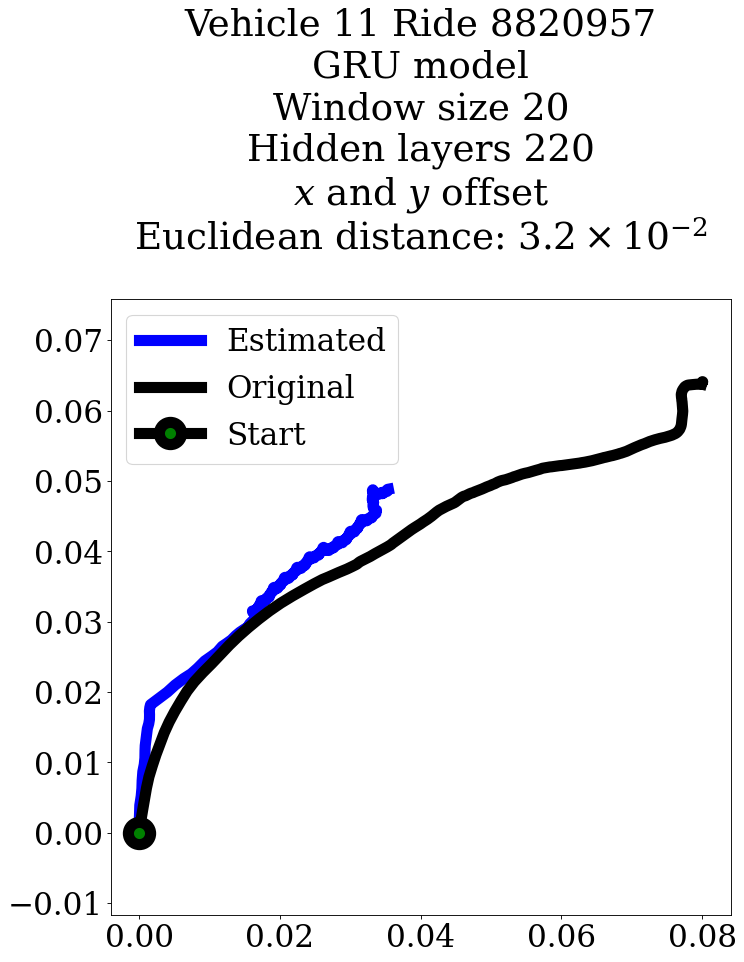 Vehicle 11 Ride 8820957
GRU model
Window size 20
Hidden layers 220
x and y offset
Euclidean distance: 3.2 × 10⁻²
Estimated
Original
Start
0.07
0.06
0.05
0.04
0.03
0.02
0.01
0.00
−0.01
0.00 0.02 0.04 0.06 0.08